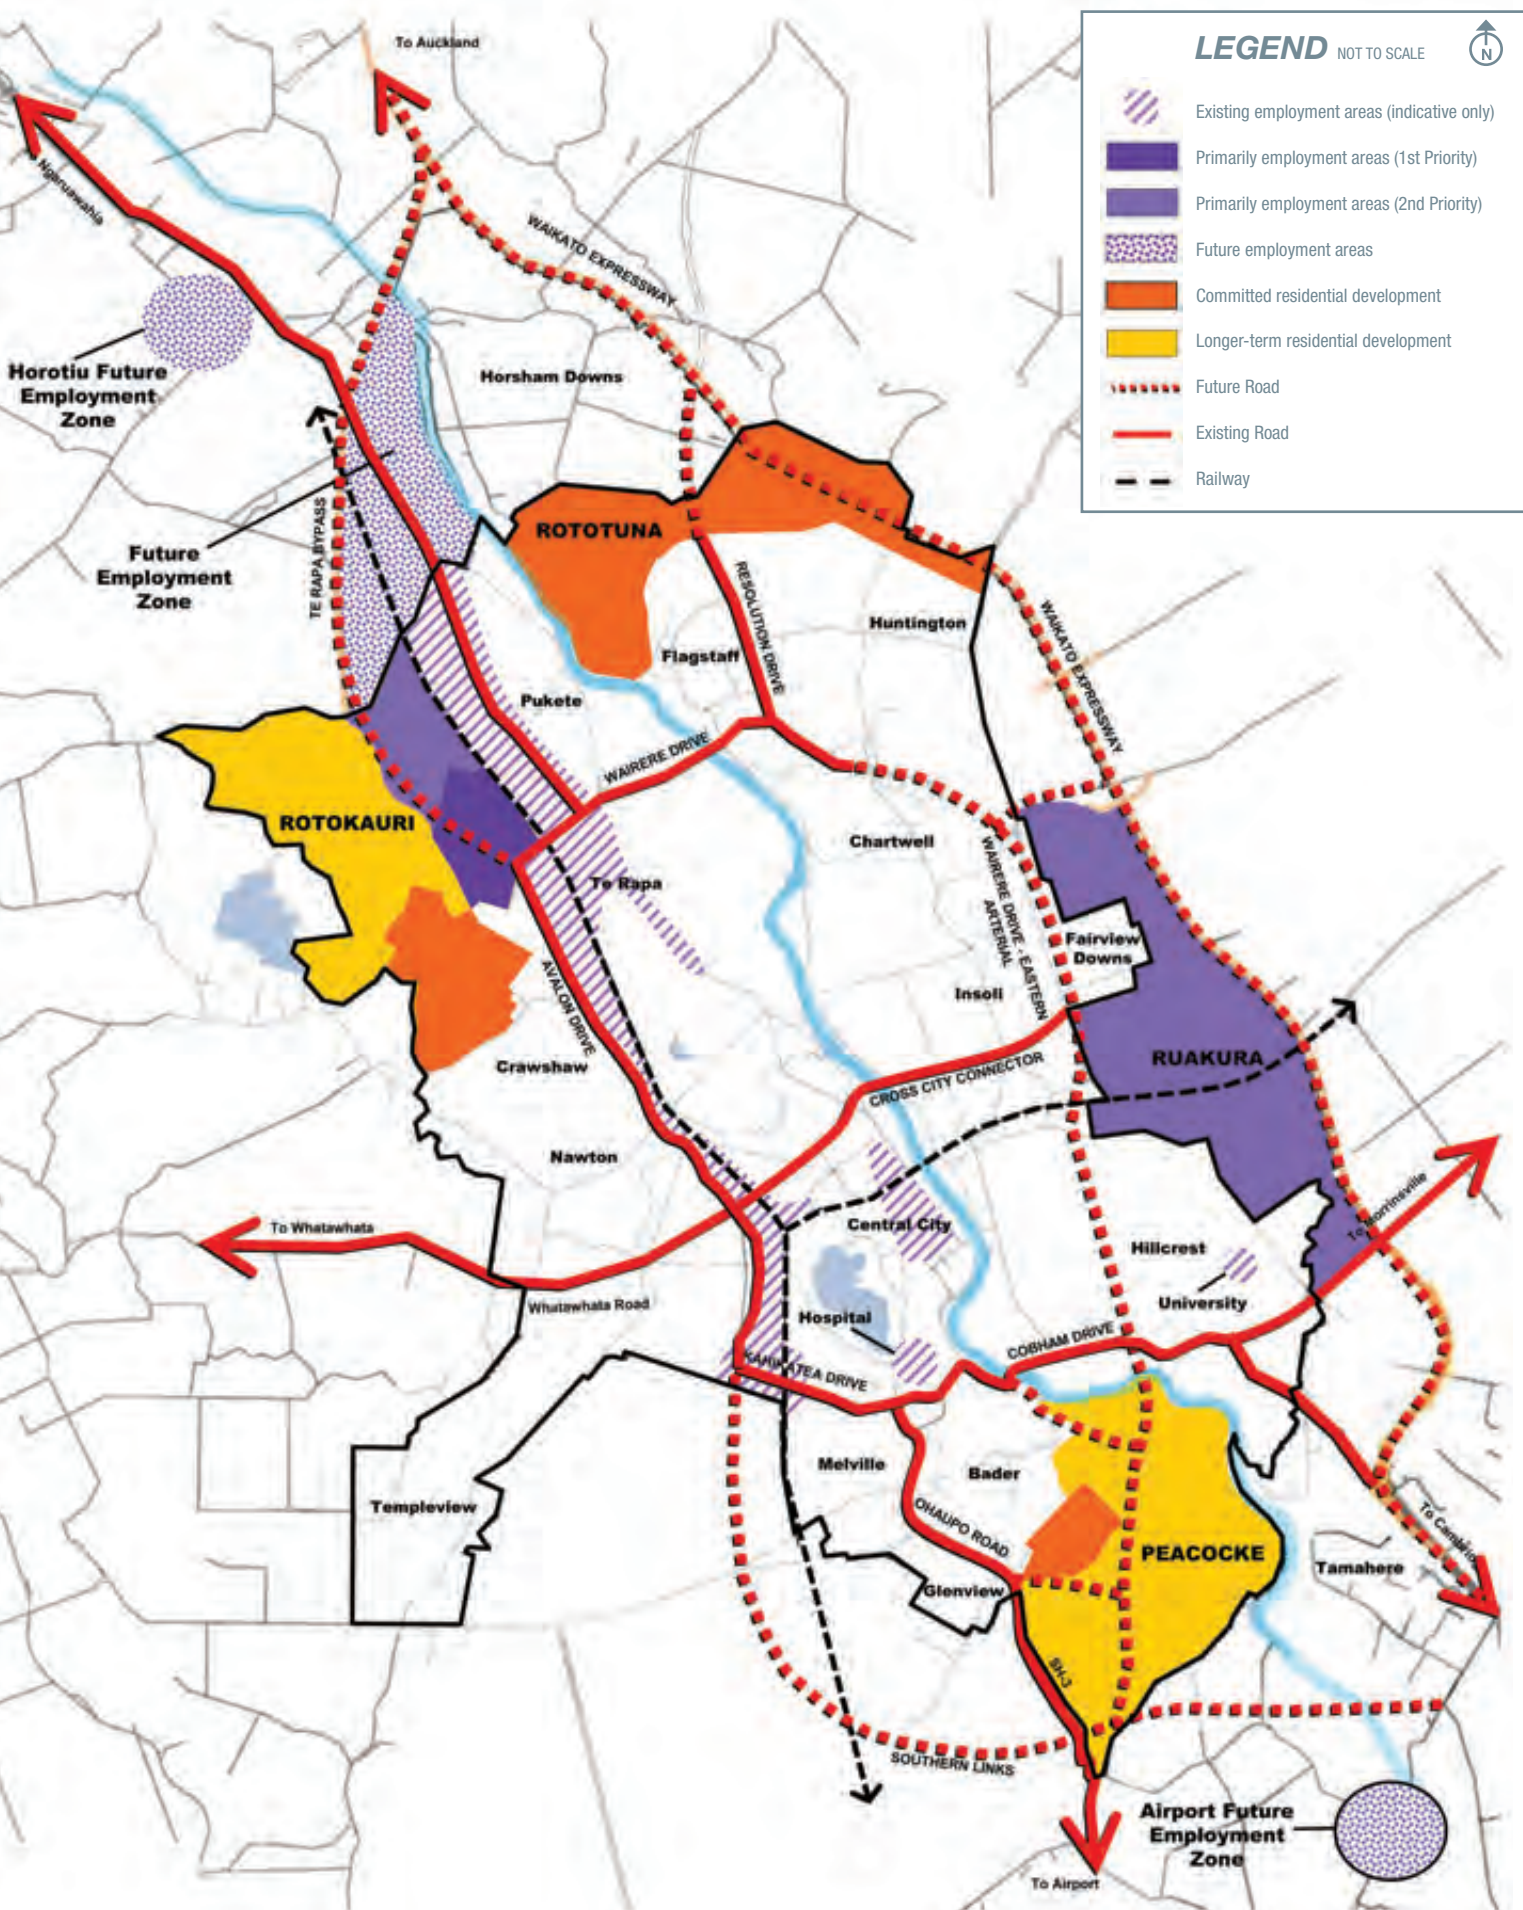 To Auckland
LEGEND NOT TO SCALE
N
Existing employment areas (indicative only)
Primarily employment areas (1st Priority)
Primarily employment areas (2nd Priority)
Future employment areas
Committed residential development
Longer-term residential development
Future Road
Existing Road
Railway
Ngaruawahia
WAIKATO EXPRESSWAY
Horotiu Future
Employment
Zone
Horsham Downs
ROTOTUNA
TE RAPA BYPASS
Future
Employment
Zone
RESOLUTION DRIVE
Huntington
Flagstaff
WAIKATO EXPRESSWAY
Pukete
WAIRERE DRIVE
ROTOKAURI
Chartwell
WAIRERE DRIVE - EASTERN
ARTERIAL
Te Rapa
Fairview
Downs
AVALON DRIVE
Insoll
RUAKURA
Crawshaw
CROSS CITY CONNECTOR
Nawton
To Whatawhata
Central City
To Morrinsville
Hillcrest
University
Whatawhata Road
Hospital
COBHAM DRIVE
KAHIKATEA DRIVE
Melville
Bader
Templeview
OHAUPO ROAD
PEACOCKE
To Cambridge
Tamahere
Glenview
SH-3
SOUTHERN LINKS
Airport Future
Employment
Zone
To Airport